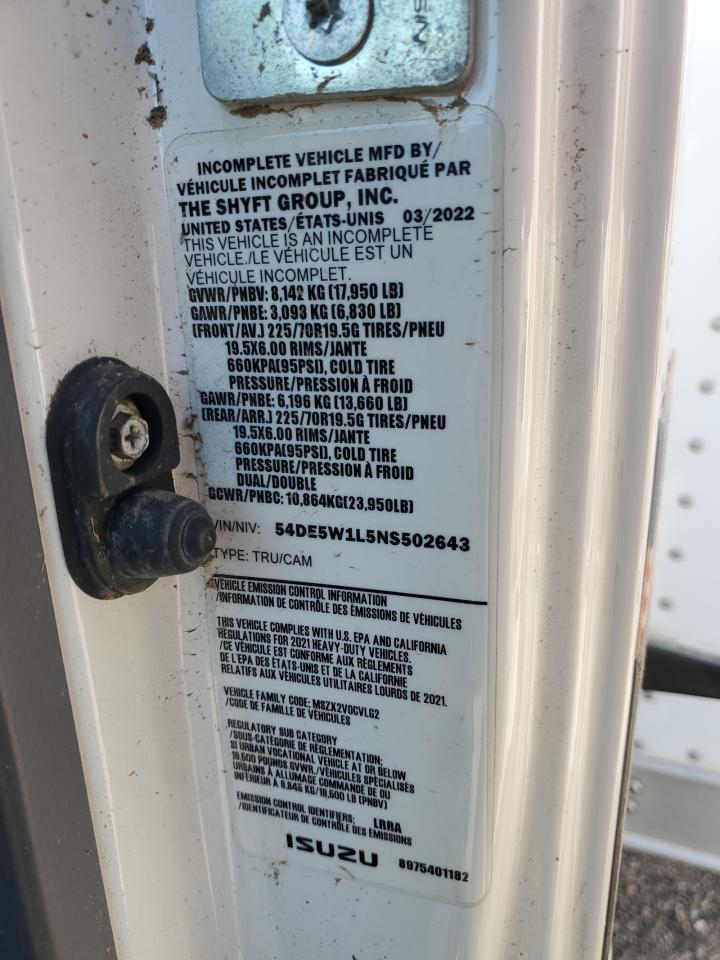 INCOMPLETE VEHICLE MFD BY/
VÉHICULE INCOMPLET FABRIQUÉ PAR
THE SHYFT GROUP, INC.
UNITED STATES/ÉTATS-UNIS 03/2022
THIS VEHICLE IS AN INCOMPLETE
VEHICLE./LE VÉHICULE EST UN
VÉHICULE INCOMPLET.
GVWR/PNBV: 8,142 KG (17,950 LB)
GAWR/PNBE: 3,093 KG (6,830 LB)
(FRONT/AV.) 225/70R19.5G TIRES/PNEU
19.5X6.00 RIMS/JANTE
660KPA(95PSI), COLD TIRE
PRESSURE/PRESSION À FROID
GAWR/PNBE: 6,196 KG (13,660 LB)
(REAR/ARR.) 225/70R19.5G TIRES/PNEU
19.5X6.00 RIMS/JANTE
660KPA(95PSI), COLD TIRE
PRESSURE/PRESSION À FROID
DUAL/DOUBLE
GCWR/PNBC: 10,864KG(23,950LB)
/IN/NIV: 54DE5W1L5NS502643
TYPE: TRU/CAM
VEHICLE EMISSION CONTROL INFORMATION
/INFORMATION DE CONTRÔLE DES ÉMISSIONS DE VÉHICULES
THIS VEHICLE COMPLIES WITH U.S. EPA AND CALIFORNIA
REGULATIONS FOR 2021 HEAVY-DUTY VEHICLES.
/CE VÉHICULE EST CONFORME AUX RÈGLEMENTS
DE L'EPA DES ÉTATS-UNIS ET DE LA CALIFORNIE
RELATIFS AUX VÉHICULES UTILITAIRES LOURDS DE 2021.
VEHICLE FAMILY CODE: MSZX2VOCVLG2
/CODE DE FAMILLE DE VÉHICULES
REGULATORY SUB CATEGORY
/SOUS-CATÉGORIE DE RÉGLEMENTATION;
SI URBAN VOCATIONAL VEHICLE AT OR BELOW
19,500 POUNDS GVWR./VÉHICULES SPÉCIALISÉS
URBAINS À ALLUMAGE COMMANDÉ DE OU
INFÉRIEUR À 8,845 KG/19,500 LB (PNBV)
EMISSION CONTROL IDENTIFIERS: LRRA
/IDENTIFICATEUR DE CONTRÔLE DES ÉMISSIONS
ISUZU 8975401182